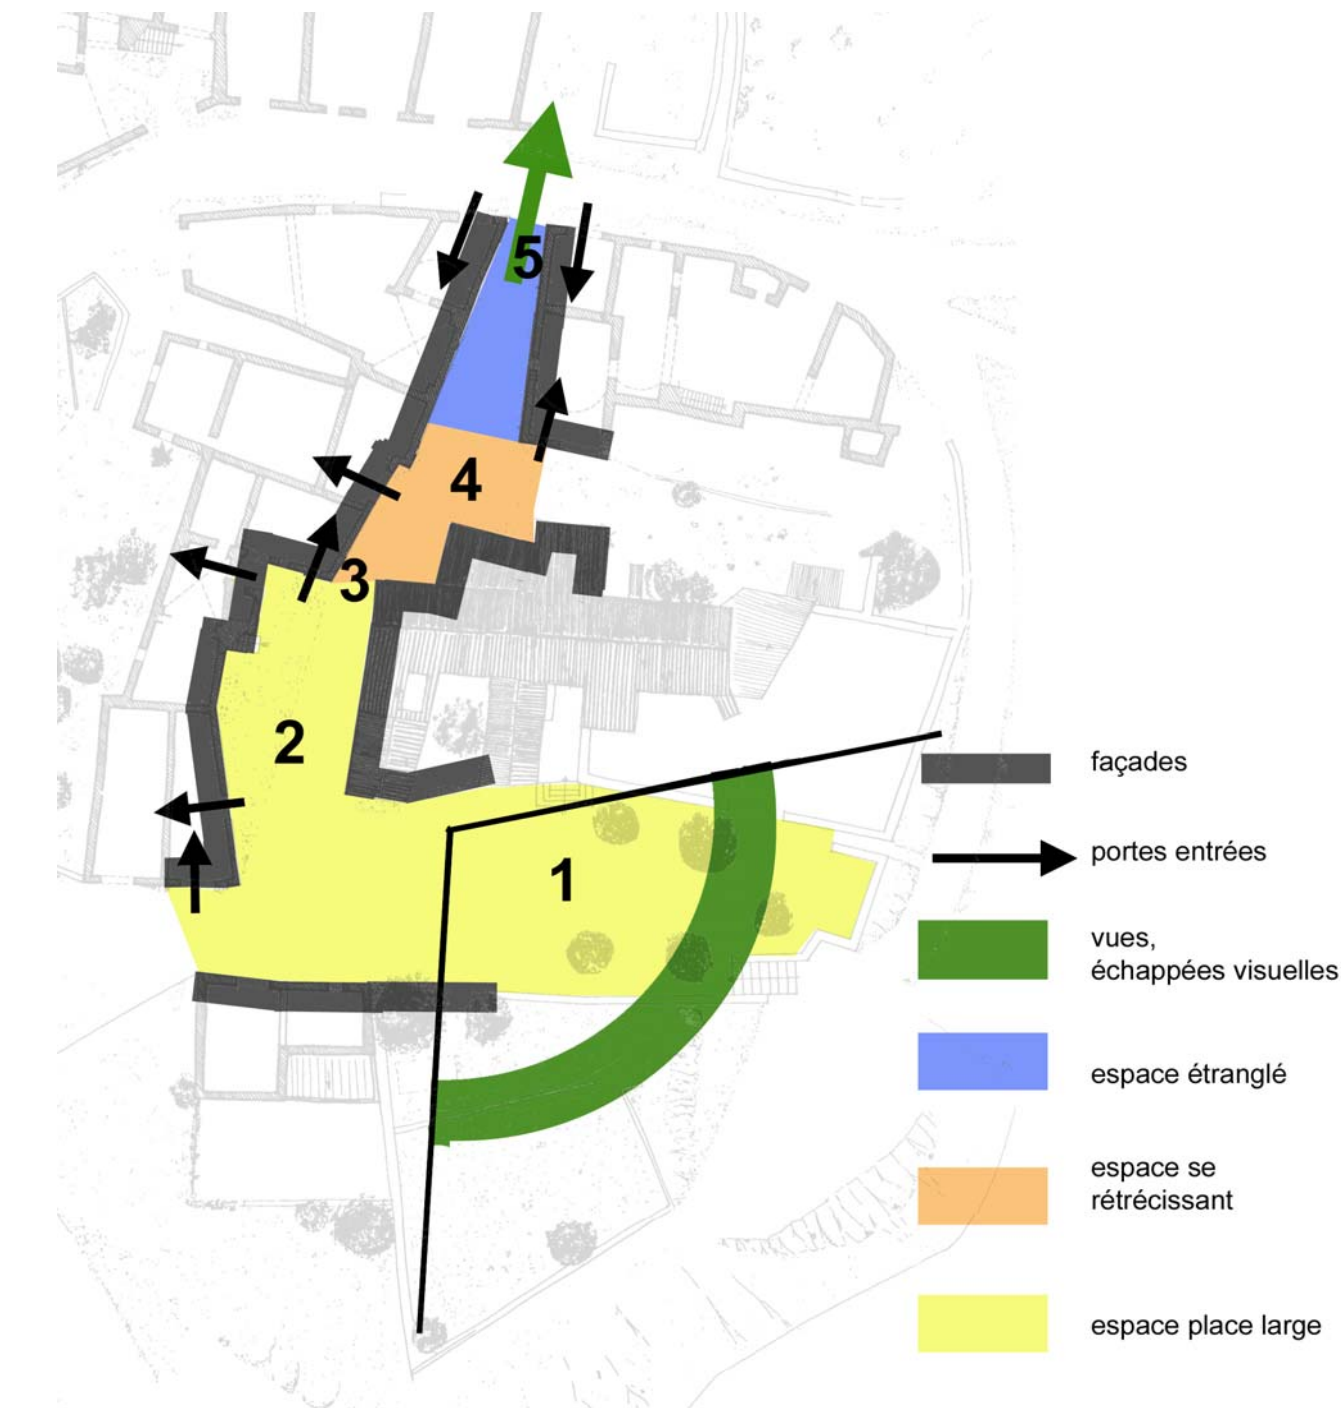 5
4
3
2
1
façades
portes entrées
vues,
échappées visuelles
espace étranglé
espace se
rétrécissant
espace place large